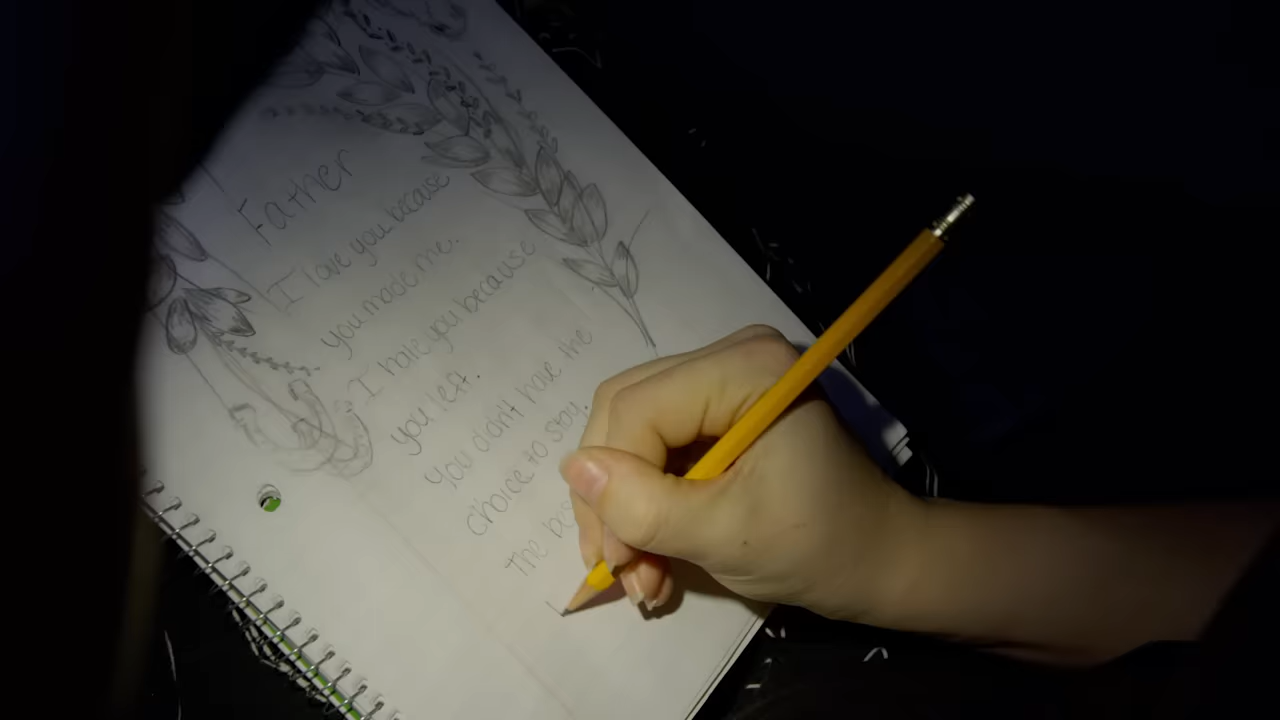 Father
I love you because
you made me.
I hate you because
you left.
You didn't have the
choice to stay.
The